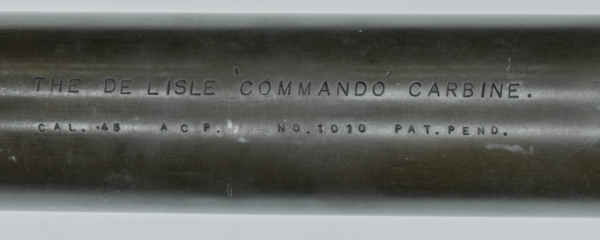 THE DE LISLE 'COMMANDO' CARBINE.
CAL. .45 A C P. NO. 1010 PAT. PEND.